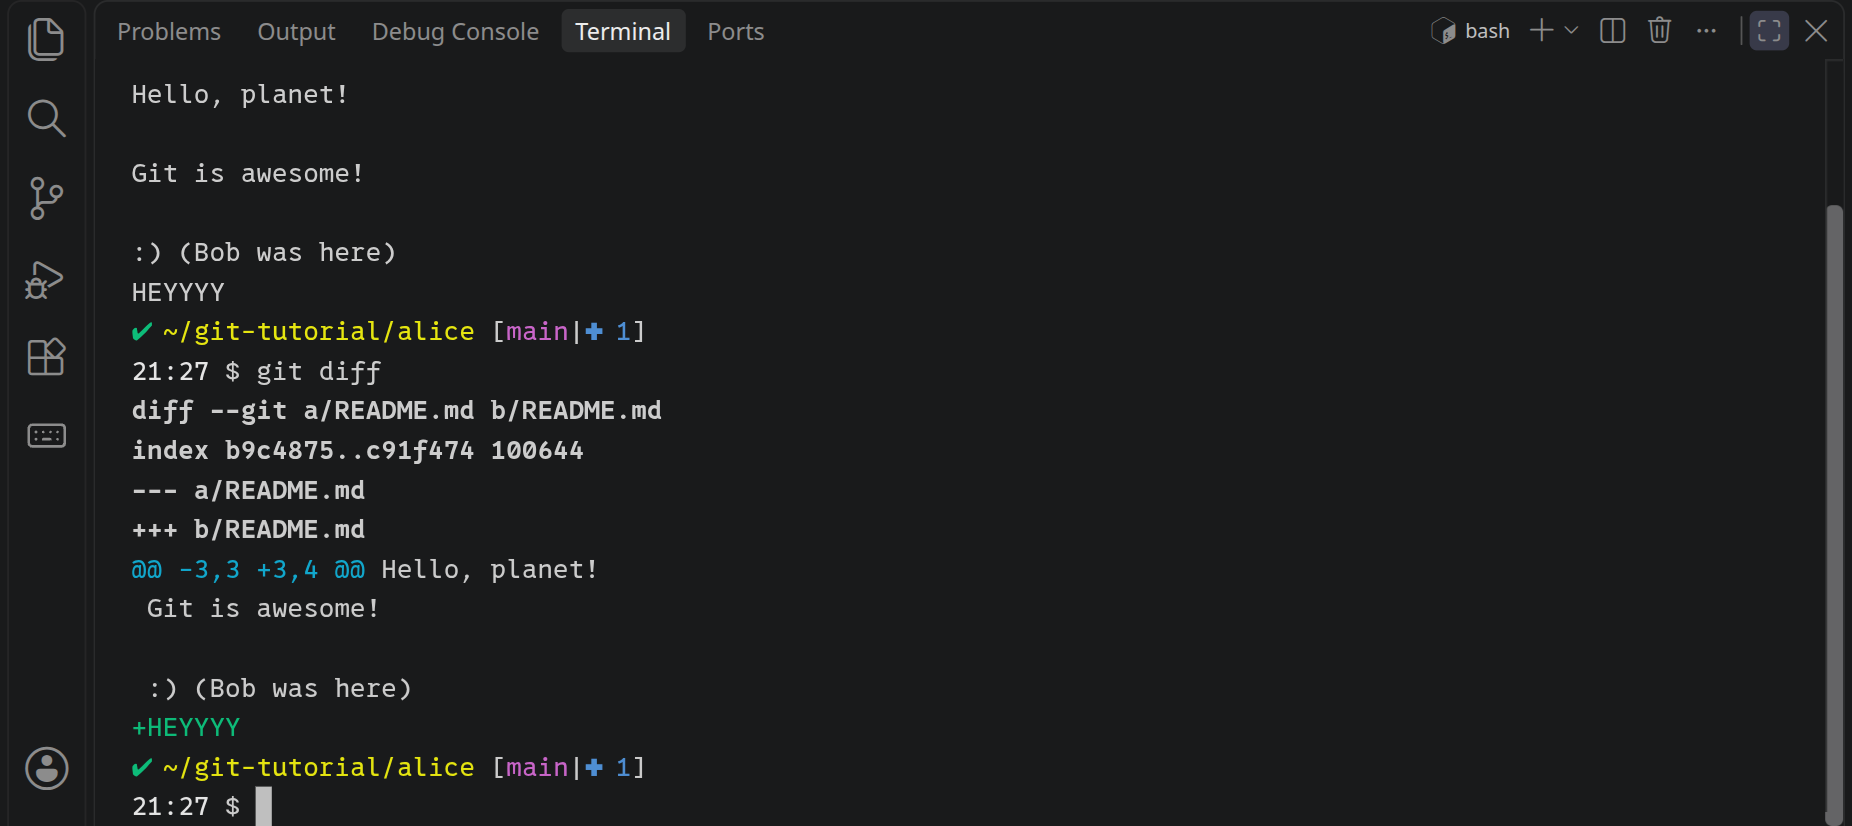 Problems Output Debug Console Terminal Ports bash
Hello, planet!
Git is awesome!
:) (Bob was here)
HEYYYY
✔ ~/git-tutorial/alice [main|✚ 1]
21:27 $ git diff
diff --git a/README.md b/README.md
index b9c4875..c91f474 100644
--- a/README.md
+++ b/README.md
@@ -3,3 +3,4 @@ Hello, planet!
 Git is awesome!
 :) (Bob was here)
+HEYYYY
✔ ~/git-tutorial/alice [main|✚ 1]
21:27 $